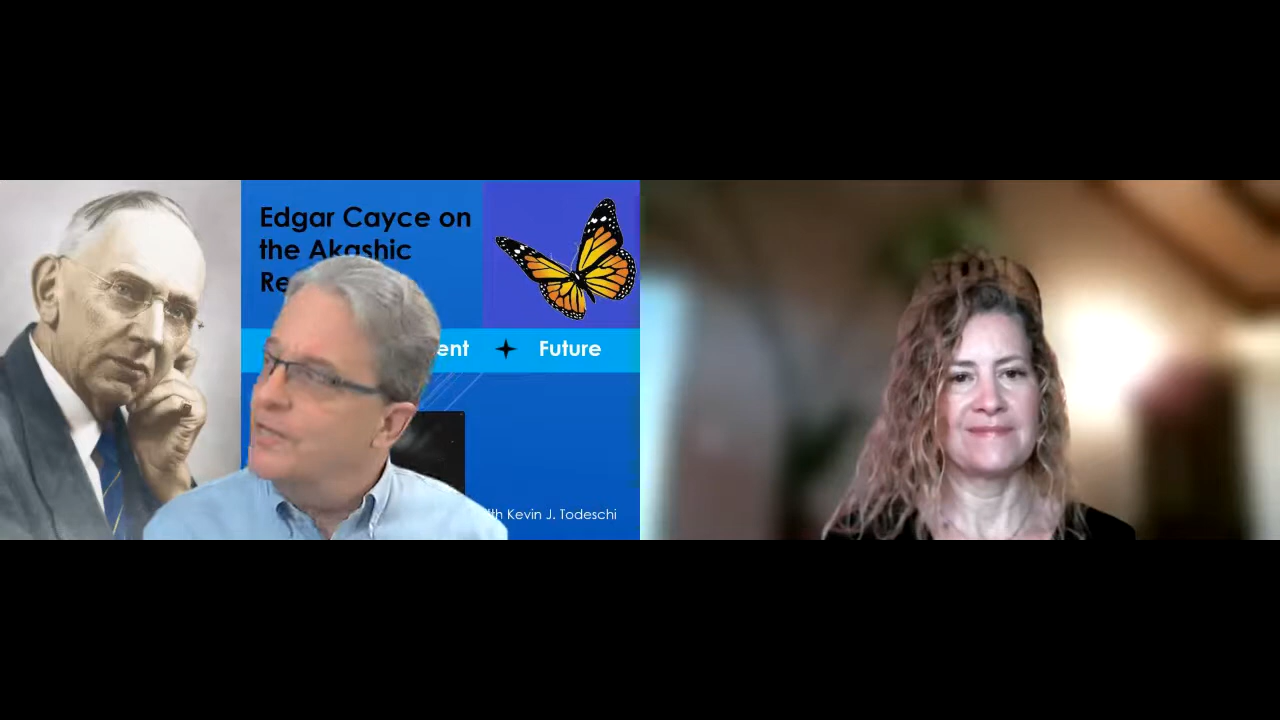 Edgar Cayce on
the Akashic
Re
ent
Future
th Kevin J. Todeschi